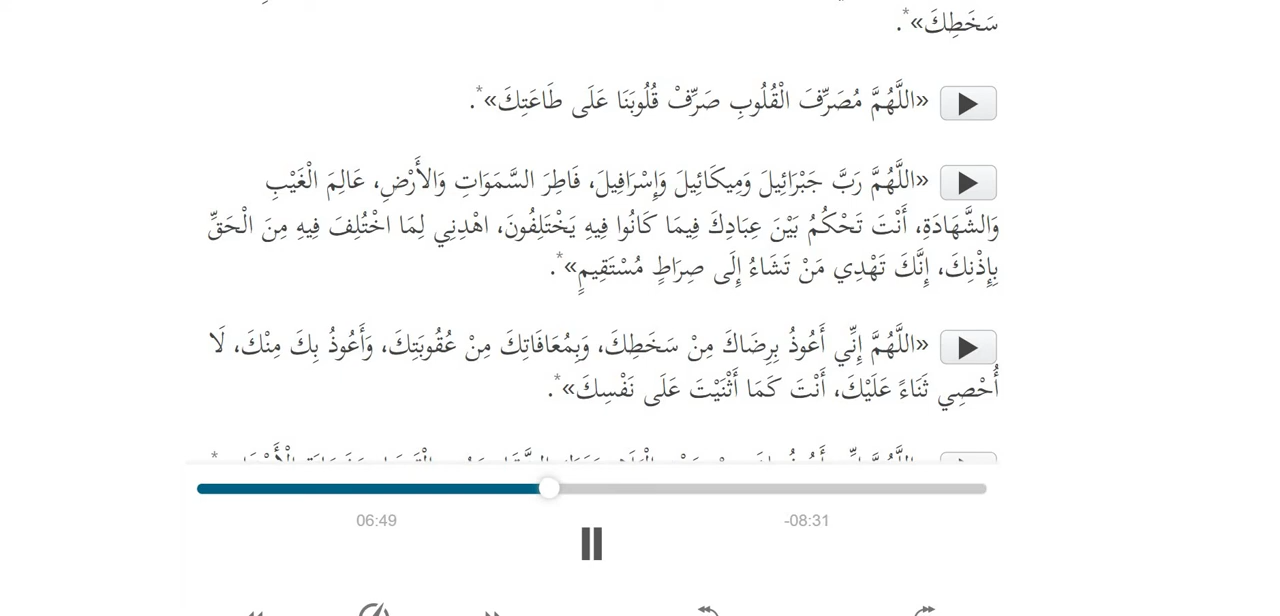 سَخَطِكَ»*.
«اللَّهُمَّ مُصَرِّفَ الْقُلُوبِ صَرِّفْ قُلُوبَنَا عَلَى طَاعَتِكَ»*.
«اللَّهُمَّ رَبَّ جَبْرَائِيلَ وَمِيكَائِيلَ وَإِسْرَافِيلَ، فَاطِرَ السَّمَوَاتِ وَالأَرْضِ، عَالِمَ الْغَيْبِ
وَالشَّهَادَةِ، أَنْتَ تَحْكُمُ بَيْنَ عِبَادِكَ فِيمَا كَانُوا فِيهِ يَخْتَلِفُونَ، اهْدِنِي لِمَا اخْتُلِفَ فِيهِ مِنَ الْحَقِّ
بِإِذْنِكَ، إِنَّكَ تَهْدِي مَنْ تَشَاءُ إِلَى صِرَاطٍ مُسْتَقِيمٍ»*.
«اللَّهُمَّ إِنِّي أَعُوذُ بِرِضَاكَ مِنْ سَخَطِكَ، وَبِمُعَافَاتِكَ مِنْ عُقُوبَتِكَ، وَأَعُوذُ بِكَ مِنْكَ، لَا
أُحْصِي ثَنَاءً عَلَيْكَ، أَنْتَ كَمَا أَثْنَيْتَ عَلَى نَفْسِكَ»*.
06:49
-08:31